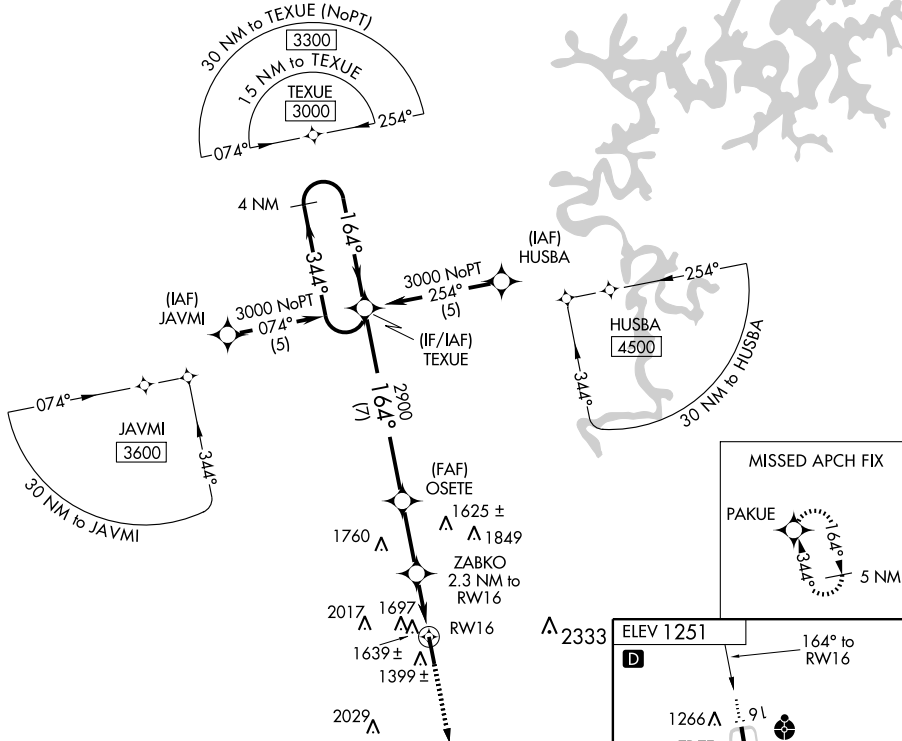 30 NM to TEXUE (NoPT)
3300
15 NM to TEXUE
TEXUE
3000
074°
254°
4 NM
164°
344°
(IAF)
HUSBA
3000 NoPT
254°
(5)
(IAF)
JAVMI
3000 NoPT
074°
(5)
(IF/IAF)
TEXUE
254°
HUSBA
4500
344°
30 NM to HUSBA
2900
164°
(7)
074°
JAVMI
3600
344°
30 NM to JAVMI
(FAF)
OSETE
1625 ±
1849
1760
ZABKO
2.3 NM to
RW16
2017
1697
RW16
1639 ±
1399 ±
2333
2029
MISSED APCH FIX
PAKUE
164°
344°
5 NM
ELEV 1251
D
164° to
RW16
1266
16